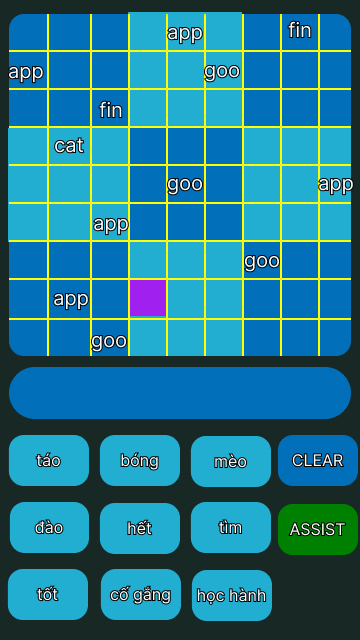 app fin
app goo
fin
cat
goo app
app
goo
app
goo
táo bóng mèo CLEAR
đào hết tìm ASSIST
tốt cố gắng học hành